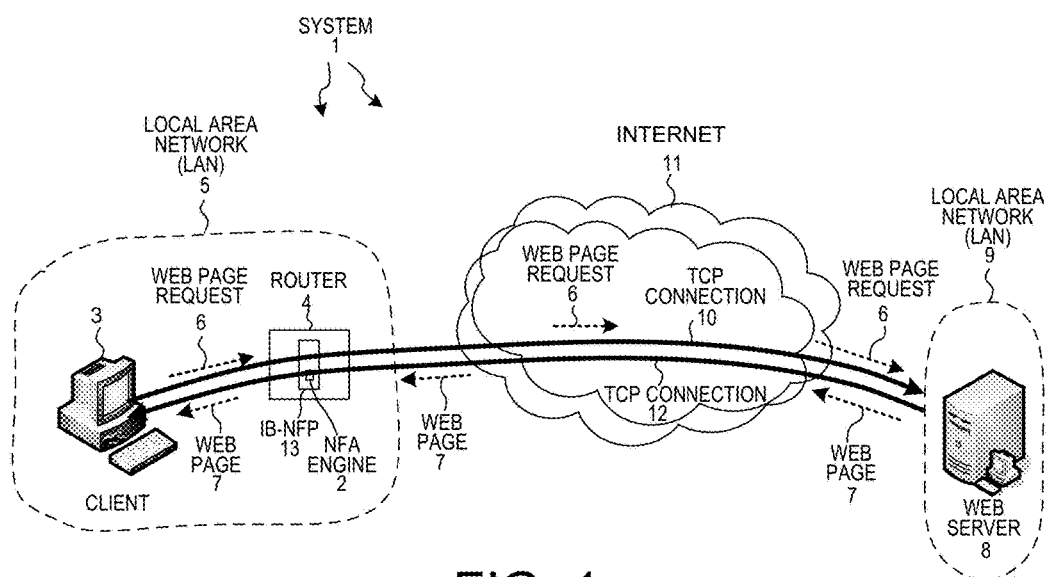 SYSTEM
1
LOCAL AREA
NETWORK
(LAN)
5
INTERNET
11
LOCAL AREA
NETWORK
(LAN)
9
WEB PAGE
REQUEST
6
ROUTER
4
WEB PAGE
REQUEST
6
TCP
CONNECTION
10
WEB PAGE
REQUEST
6
3
TCP CONNECTION
12
WEB
PAGE
7
IB-NFP
13
NFA
ENGINE
2
WEB
PAGE
7
WEB
PAGE
7
CLIENT
WEB
SERVER
8